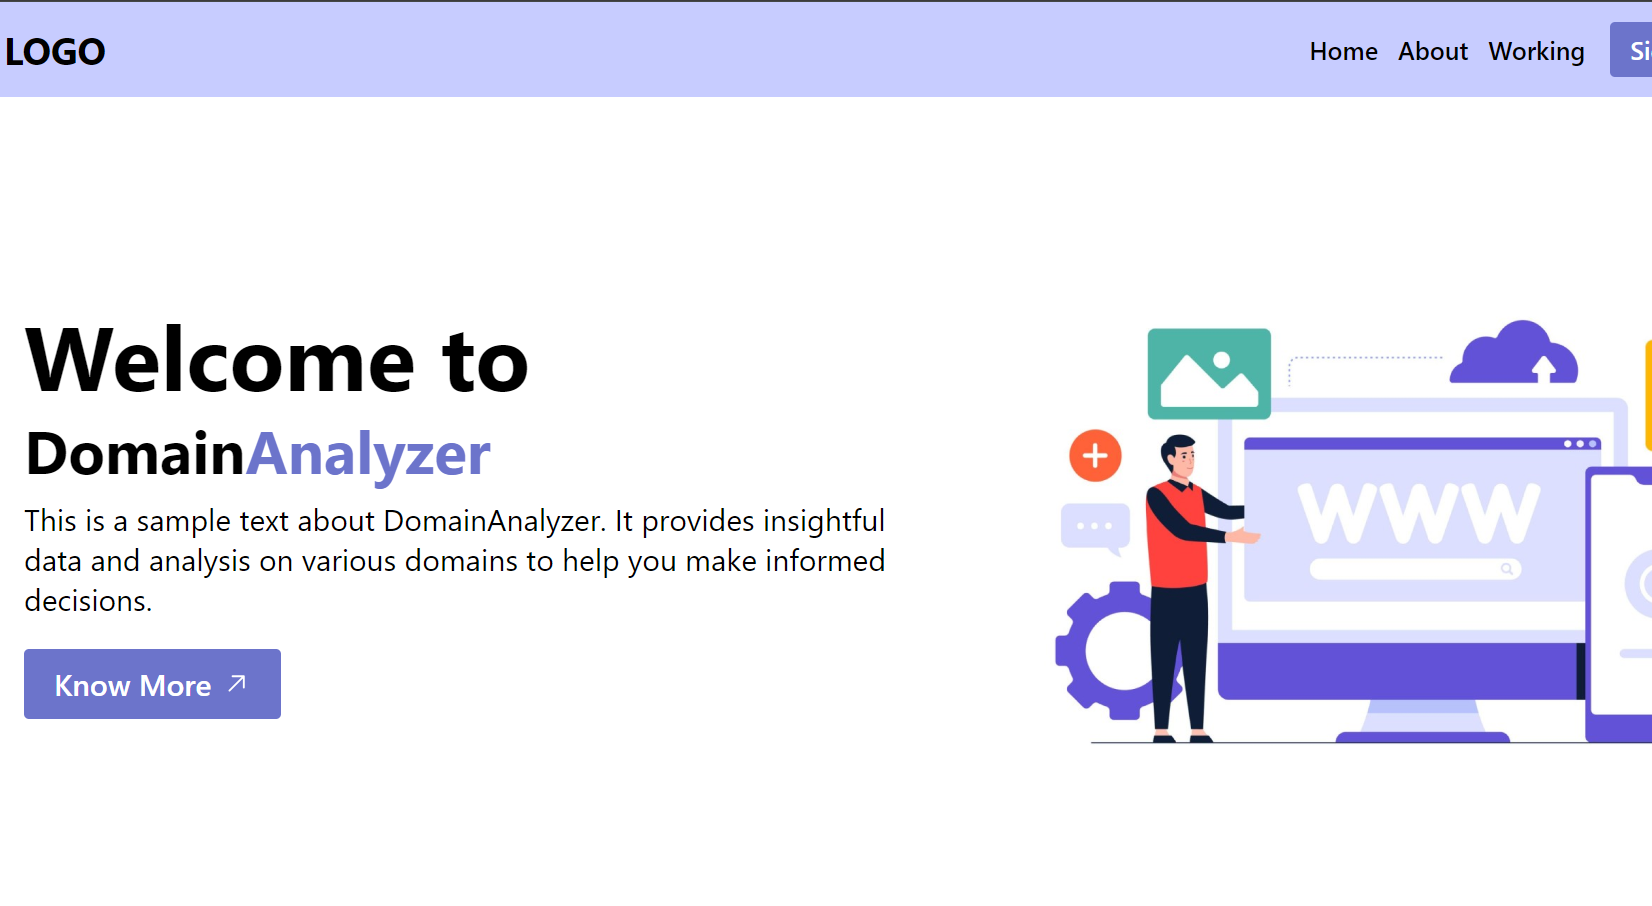 LOGO
Home About Working
Welcome to
DomainAnalyzer
This is a sample text about DomainAnalyzer. It provides insightful
data and analysis on various domains to help you make informed
decisions.
Know More
WWW